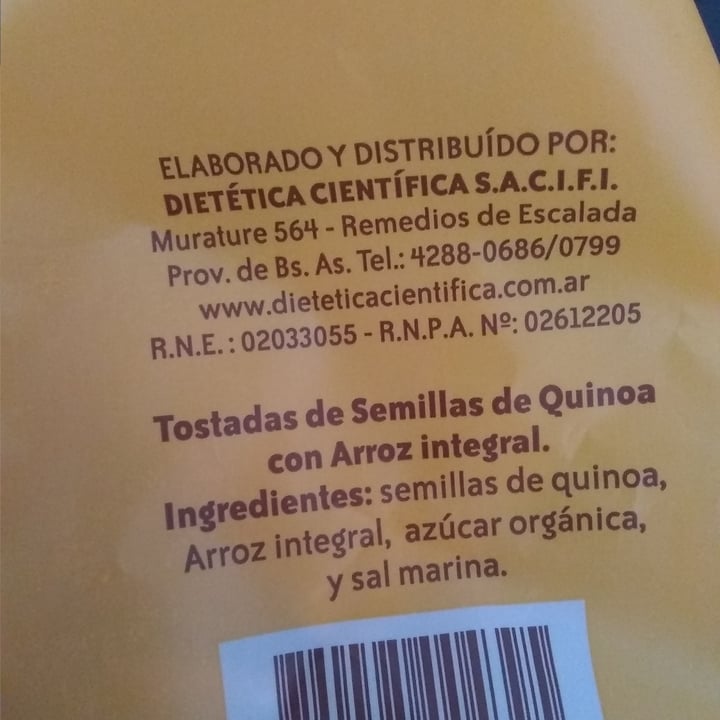 ELABORADO Y DISTRIBUÍDO POR:
DIETÉTICA CIENTÍFICA S.A.C.I.F.I.
Murature 564 - Remedios de Escalada
Prov. de Bs. As. Tel.: 4288-0686/0799
www.dieteticacientifica.com.ar
R.N.E.: 02033055 - R.N.P.A. Nº: 02612205
Tostadas de Semillas de Quinoa
con Arroz integral.
Ingredientes: semillas de quinoa,
Arroz integral, azúcar orgánica,
y sal marina.